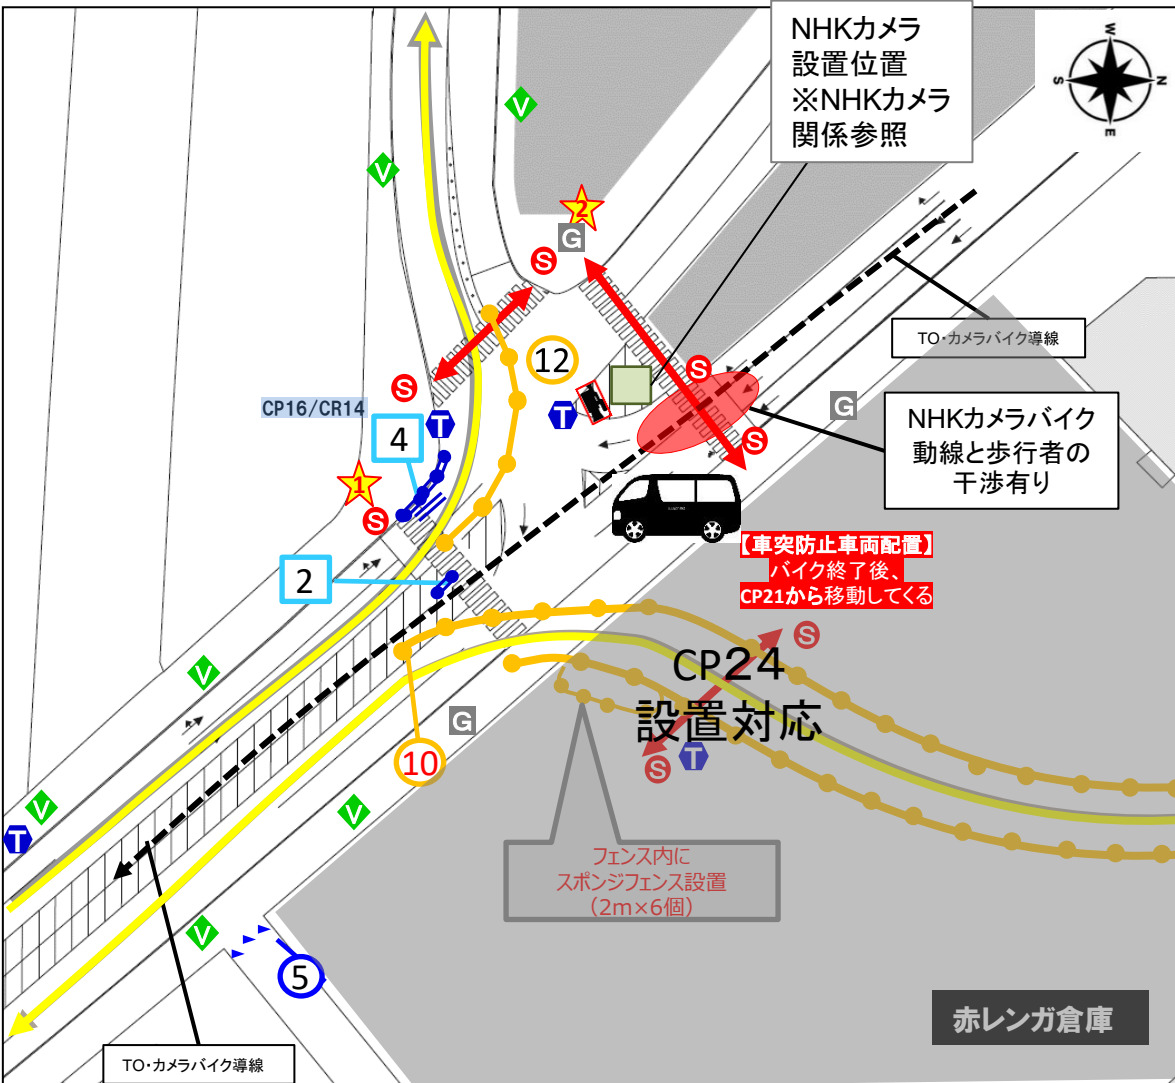 NHKカメラ
設置位置
※NHKカメラ
関係参照
W
S
N
E
V
V
2
G
S
TO・カメラバイク導線
12
S
S
CP16/CR14
T
T
G
4
NHKカメラバイク
動線と歩行者の
干渉有り
S
1
S
【車突防止車両配置】
バイク終了後、
CP21から移動してくる
2
S
CP24
設置対応
V
G
T
S
10
V
V
T
フェンス内に
スポンジフェンス設置
(2m×6個)
V
5
赤レンガ倉庫
TO・カメラバイク導線